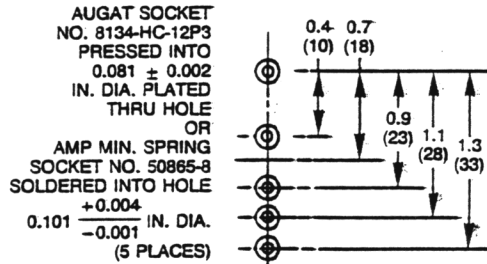 AUGAT SOCKET
NO. 8134-HC-12P3
PRESSED INTO
0.081 ± 0.002
IN. DIA. PLATED
THRU HOLE
OR
AMP MIN. SPRING
SOCKET NO. 50865-8
SOLDERED INTO HOLE
+0.004
0.101 IN. DIA.
−0.001
(5 PLACES)
0.4 0.7
(10) (18)
0.9
(23)
1.1
(28)
1.3
(33)